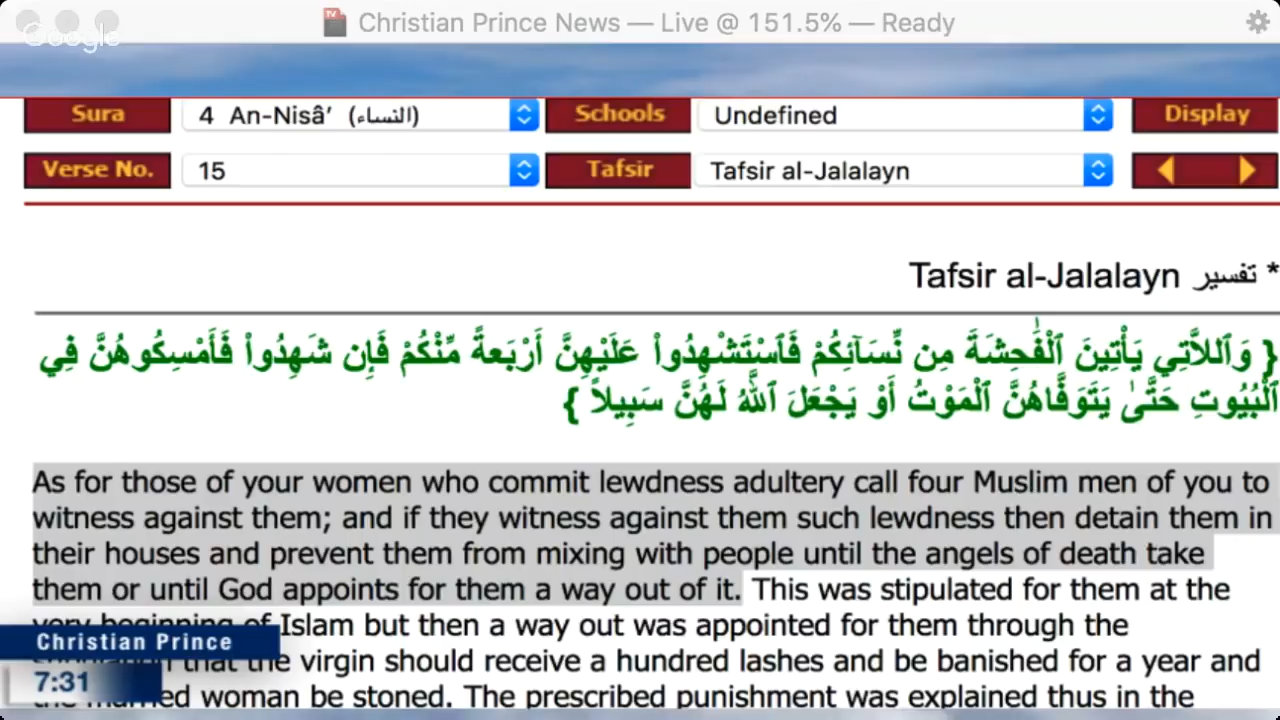 Christian Prince News — Live @ 151.5% — Ready
Google
Sura 4 An-Nisâ' (النساء) Schools Undefined Display
Verse No. 15 Tafsir Tafsir al-Jalalayn
* تفسير Tafsir al-Jalalayn
{ وَٱللاَّتِي يَأْتِينَ ٱلْفَٰحِشَةَ مِن نِّسَآئِكُمْ فَٱسْتَشْهِدُواْ عَلَيْهِنَّ أَرْبَعةً مِّنْكُمْ فَإِن شَهِدُواْ فَأَمْسِكُوهُنَّ فِي
ٱلْبُيُوتِ حَتَّىٰ يَتَوَفَّاهُنَّ ٱلْمَوْتُ أَوْ يَجْعَلَ ٱللَّهُ لَهُنَّ سَبِيلاً }
As for those of your women who commit lewdness adultery call four Muslim men of you to
witness against them; and if they witness against them such lewdness then detain them in
their houses and prevent them from mixing with people until the angels of death take
them or until God appoints for them a way out of it. This was stipulated for them at the
very beginning of Islam but then a way out was appointed for them through the
that the virgin should receive a hundred lashes and be banished for a year and
the married woman be stoned. The prescribed punishment was explained thus in the
Christian Prince
7:31